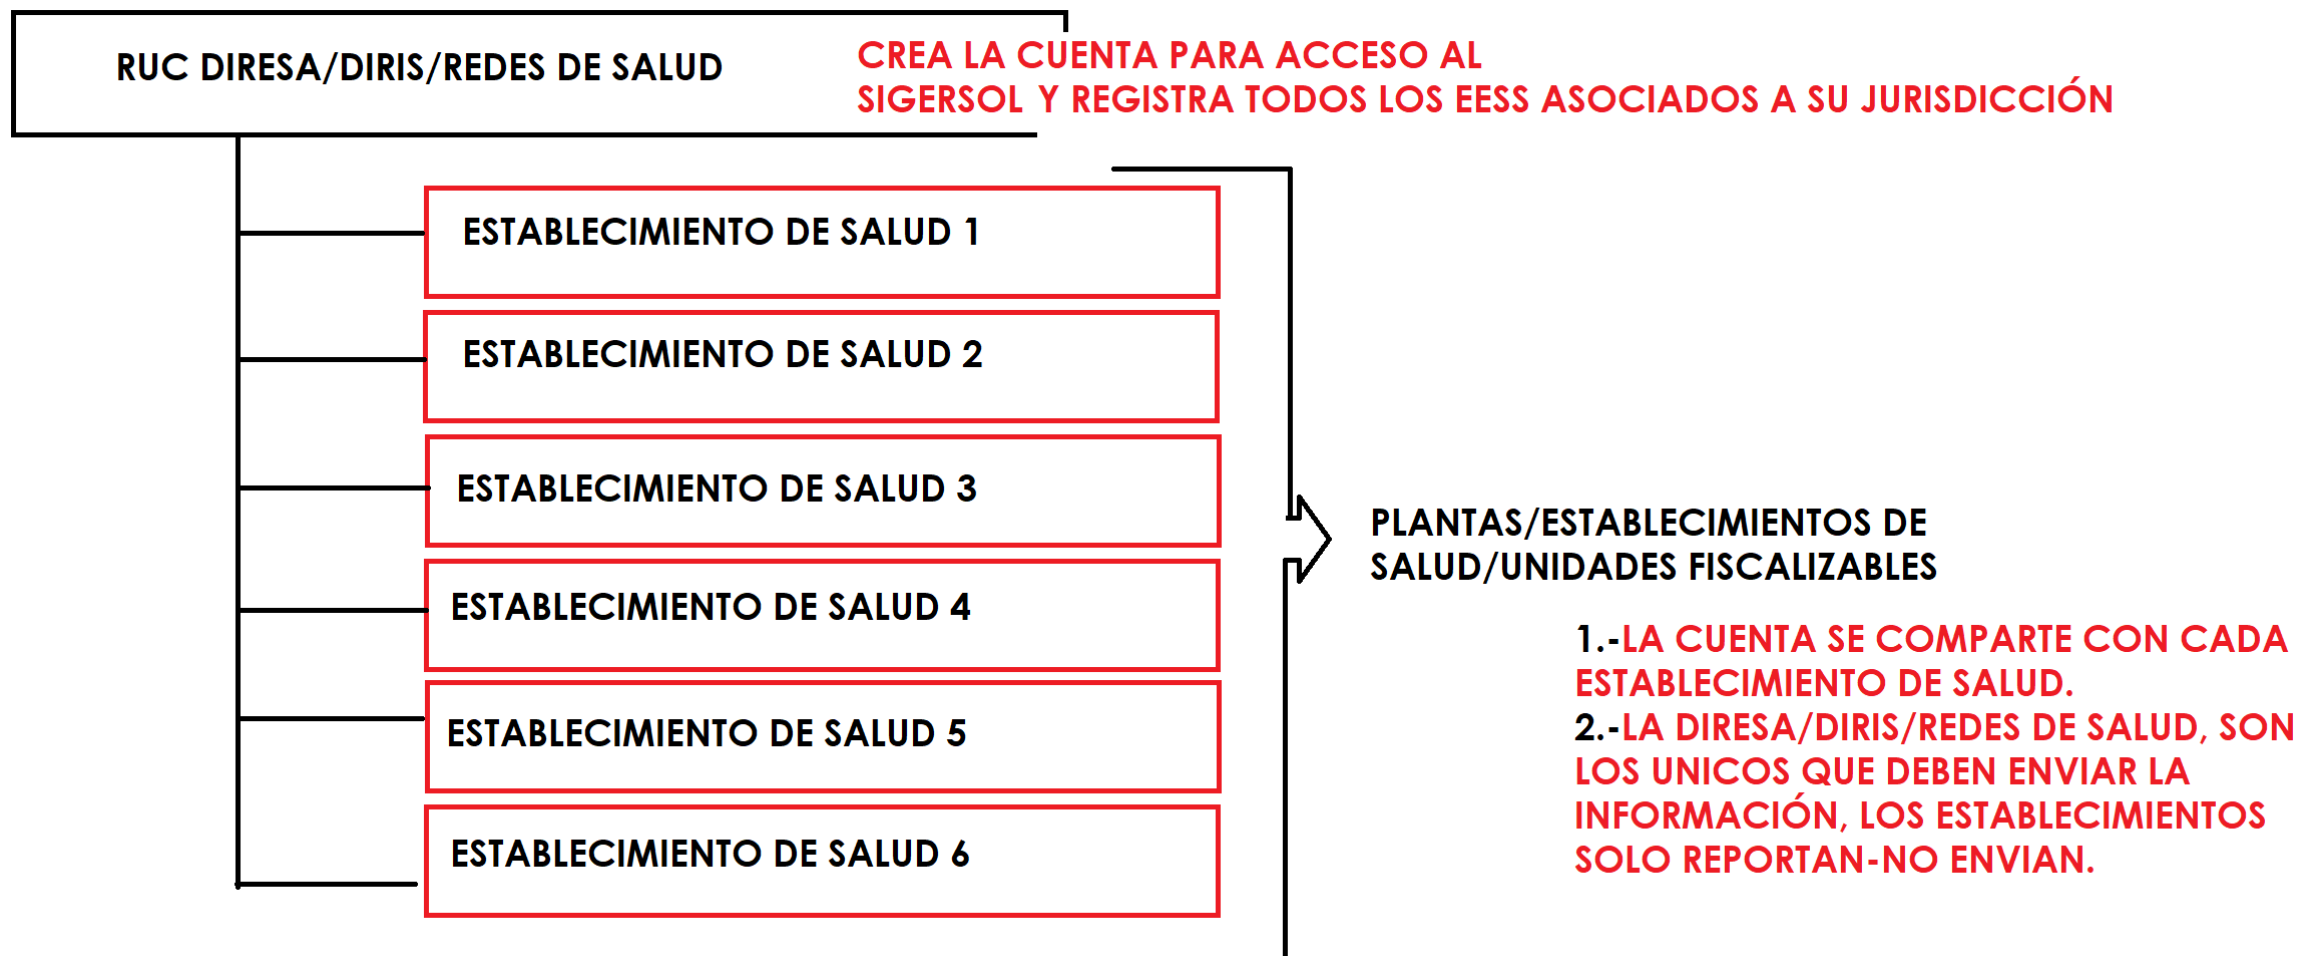 RUC DIRESA/DIRIS/REDES DE SALUD
CREA LA CUENTA PARA ACCESO AL
SIGERSOL Y REGISTRA TODOS LOS EESS ASOCIADOS A SU JURISDICCIÓN
ESTABLECIMIENTO DE SALUD 1
ESTABLECIMIENTO DE SALUD 2
ESTABLECIMIENTO DE SALUD 3
ESTABLECIMIENTO DE SALUD 4
ESTABLECIMIENTO DE SALUD 5
ESTABLECIMIENTO DE SALUD 6
PLANTAS/ESTABLECIMIENTOS DE
SALUD/UNIDADES FISCALIZABLES
1.-LA CUENTA SE COMPARTE CON CADA
ESTABLECIMIENTO DE SALUD.
2.-LA DIRESA/DIRIS/REDES DE SALUD, SON
LOS UNICOS QUE DEBEN ENVIAR LA
INFORMACIÓN, LOS ESTABLECIMIENTOS
SOLO REPORTAN-NO ENVIAN.